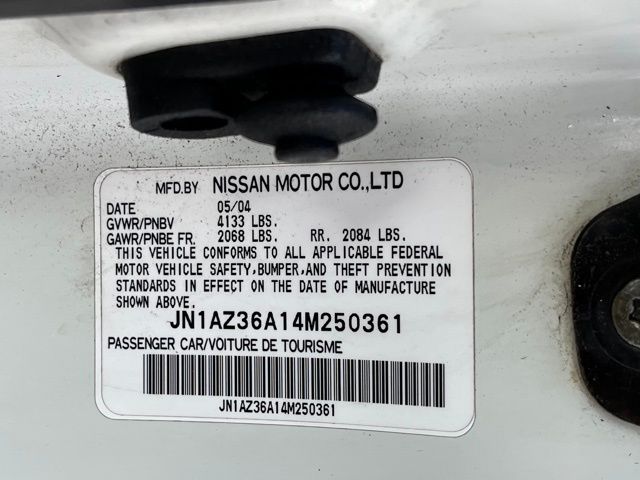 MFD.BY NISSAN MOTOR CO.,LTD
DATE 05/04
GVWR/PNBV 4133 LBS.
GAWR/PNBE FR. 2068 LBS. RR. 2084 LBS.
THIS VEHICLE CONFORMS TO ALL APPLICABLE FEDERAL
MOTOR VEHICLE SAFETY,BUMPER,AND THEFT PREVENTION
STANDARDS IN EFFECT ON THE DATE OF MANUFACTURE
SHOWN ABOVE.
JN1AZ36A14M250361
PASSENGER CAR/VOITURE DE TOURISME
JN1AZ36A14M250361